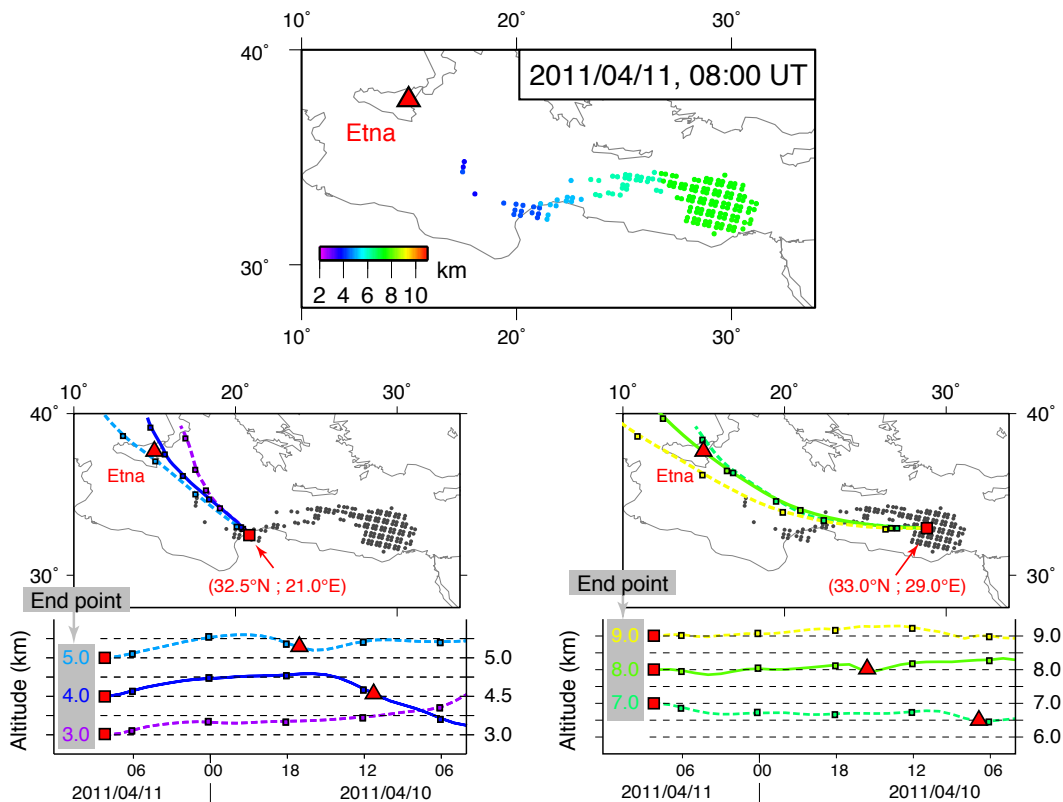 10˚ 20˚ 30˚
40˚
2011/04/11, 08:00 UT
Etna
30˚
km
2 4 6 8 10
10˚ 20˚ 30˚
10˚ 20˚ 30˚
40˚
Etna
(32.5°N ; 21.0°E)
30˚
End point
Altitude (km)
5.0 5.0
4.0 4.5
3.0 3.0
06 00 18 12 06
2011/04/11 2011/04/10
10˚ 20˚ 30˚
40˚
Etna
(33.0°N ; 29.0°E)
30˚
End point
Altitude (km)
9.0 9.0
8.0 8.0
7.0 7.0
6.0
06 00 18 12 06
2011/04/11 2011/04/10